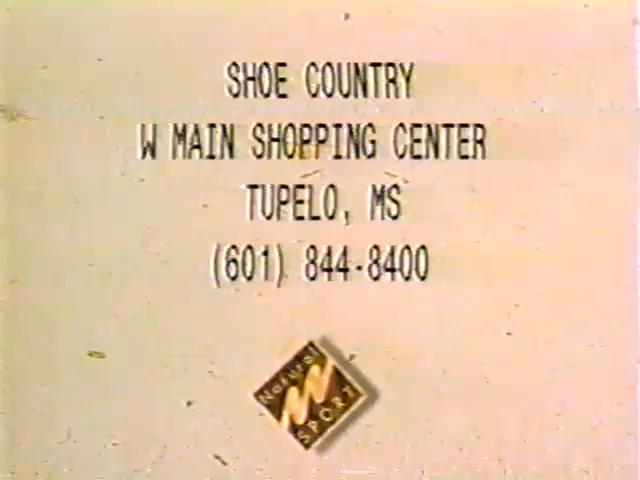 SHOE COUNTRY
W MAIN SHOPPING CENTER
TUPELO, MS
(601) 844-8400
Natural
SPORT